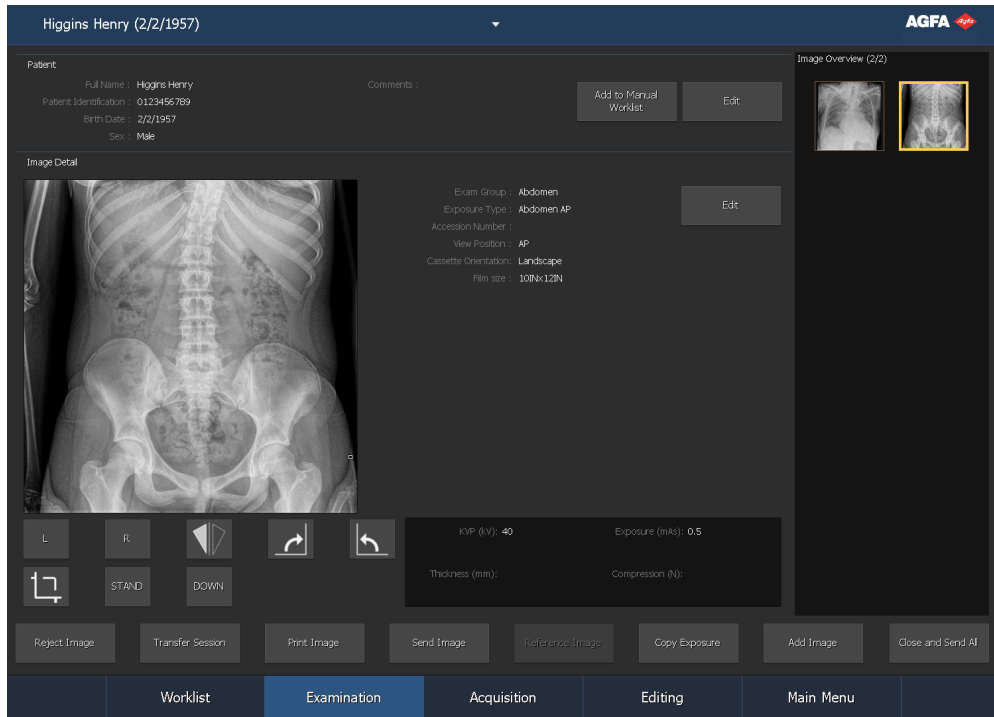 Higgins Henry (2/2/1957)
AGFA
Patient
Full Name : Higgins Henry
Patient Identification : 0123456789
Birth Date : 2/2/1957
Sex : Male
Comments :
Add to Manual
Worklist
Edit
Image Overview (2/2)
Image Detail
Exam Group : Abdomen
Exposure Type : Abdomen AP
Accession Number :
View Position : AP
Cassette Orientation: Landscape
Film size : 10INx12IN
Edit
L
R
STAND
DOWN
KVP (kV): 40
Exposure (mAs): 0.5
Thickness (mm):
Compression (N):
Reject Image
Transfer Session
Print Image
Send Image
Reference Image
Copy Exposure
Add Image
Close and Send All
Worklist
Examination
Acquisition
Editing
Main Menu